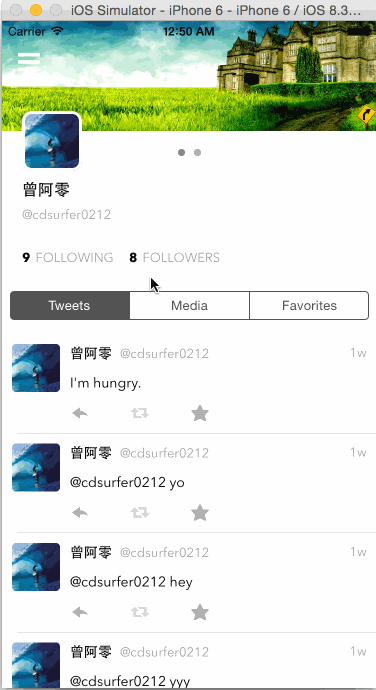 iOS Simulator - iPhone 6 - iPhone 6 / iOS 8.3...
Carrier 12:50 AM
曾阿零
@cdsurfer0212
9 FOLLOWING 8 FOLLOWERS
Tweets Media Favorites
曾阿零 @cdsurfer0212 1w
I'm hungry.
曾阿零 @cdsurfer0212 1w
@cdsurfer0212 yo
曾阿零 @cdsurfer0212 1w
@cdsurfer0212 hey
曾阿零 @cdsurfer0212 1w
@cdsurfer0212 yyy